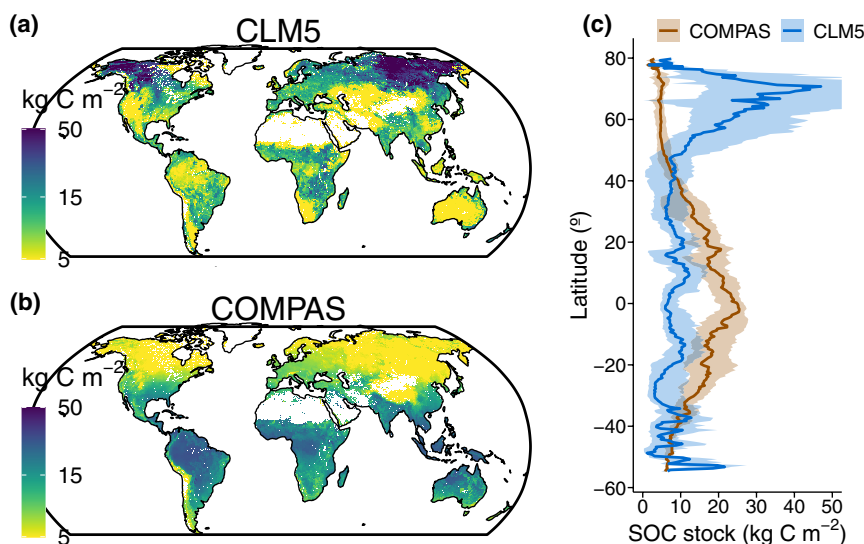 (a)
CLM5
kg C m⁻²
50
15
5
(b)
COMPAS
kg C m⁻²
50
15
5
(c)
COMPAS CLM5
Latitude (º)
80
60
40
20
0
−20
−40
−60
0 10 20 30 40 50
SOC stock (kg C m⁻²)